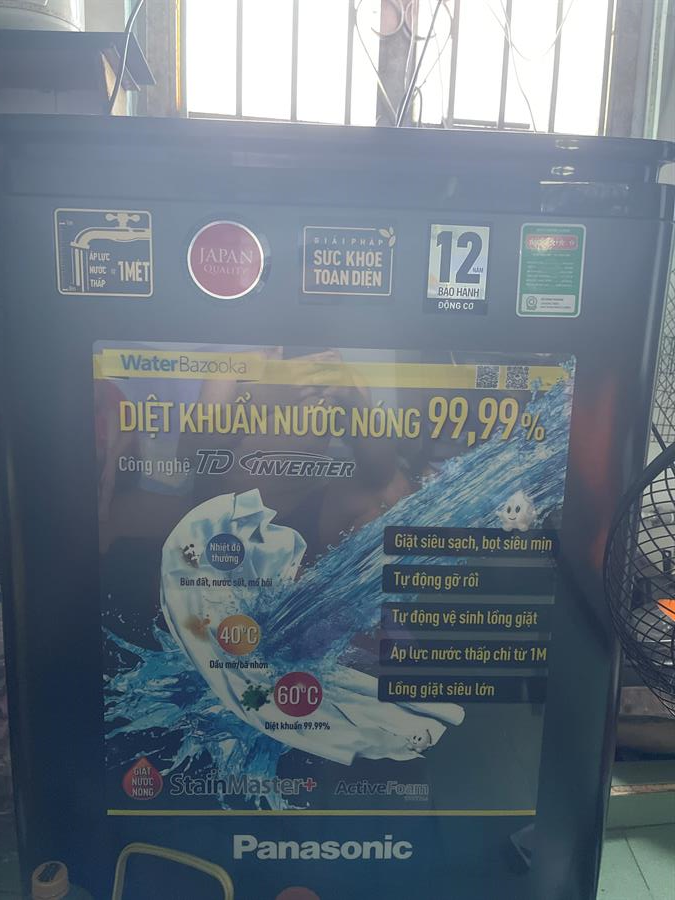 ÁP LỰC
NƯỚC
THẤP
1 MÉT
JAPAN
QUALITY
GIẢI PHÁP
SỨC KHỎE
TOÀN DIỆN
12 NĂM
BẢO HÀNH
ĐỘNG CƠ
WaterBazooka
DIỆT KHUẨN NƯỚC NÓNG 99,99%
Công nghệ TD INVERTER
Nhiệt độ
thường
Bùn đất, nước sốt, mồ hôi
40°C
Dầu mỡ/bã nhờn
60°C
Diệt khuẩn 99.99%
Giặt siêu sạch, bọt siêu mịn
Tự động gỡ rối
Tự động vệ sinh lồng giặt
Áp lực nước thấp chỉ từ 1M
Lồng giặt siêu lớn
GIẶT
NƯỚC
NÓNG
StainMaster+
ActiveFoam
SYSTEM
Panasonic